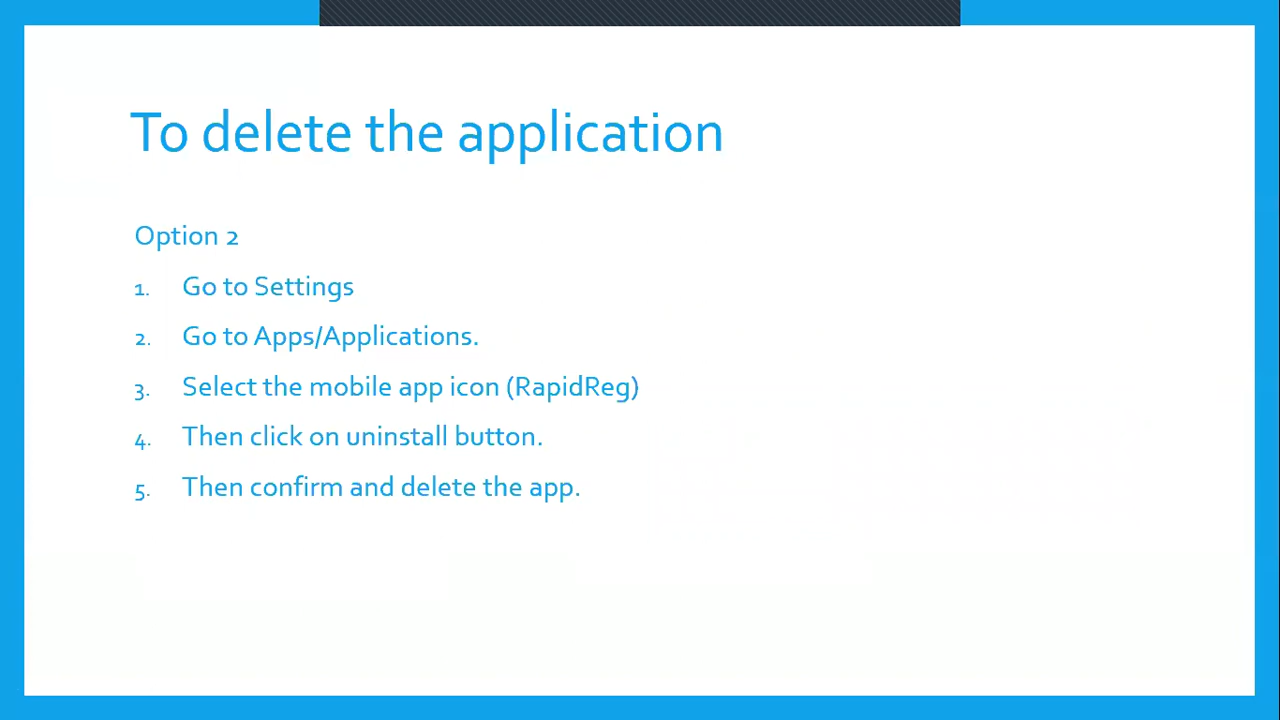 To delete the application
Option 2
1. Go to Settings
2. Go to Apps/Applications.
3. Select the mobile app icon (RapidReg)
4. Then click on uninstall button.
5. Then confirm and delete the app.